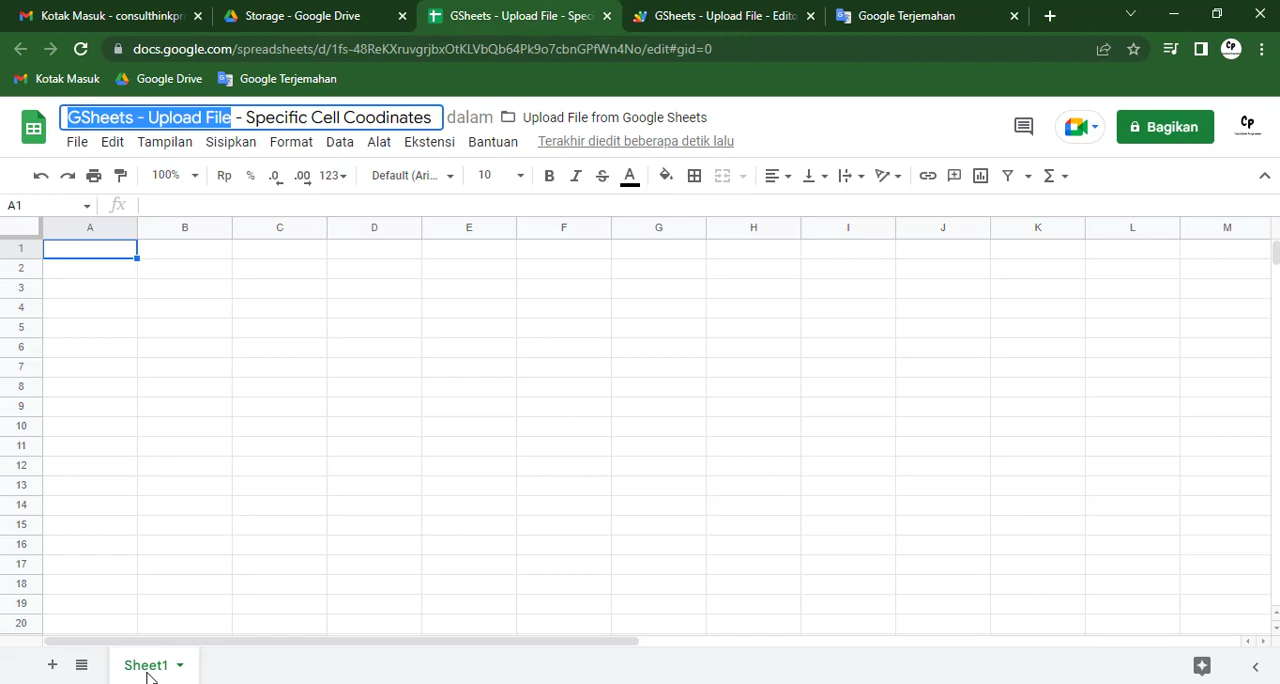 Kotak Masuk - consulthinkpr
Storage - Google Drive
GSheets - Upload File - Spec
GSheets - Upload File - Edito
Google Terjemahan
docs.google.com/spreadsheets/d/1fs-48ReKXruvgrjbxOtKLVbQb64Pk9o7cbnGPfWn4No/edit#gid=0
Kotak Masuk Google Drive Google Terjemahan
GSheets - Upload File - Specific Cell Coodinates dalam Upload File from Google Sheets
File Edit Tampilan Sisipkan Format Data Alat Ekstensi Bantuan Terakhir diedit beberapa detik lalu
Bagikan
Cp
100% Rp % .0 .00 123 Default (Ari... 10 B I S A
A1 fx
A B C D E F G H I J K L M
1
2
3
4
5
6
7
8
9
10
11
12
13
14
15
16
17
18
19
20
Sheet1